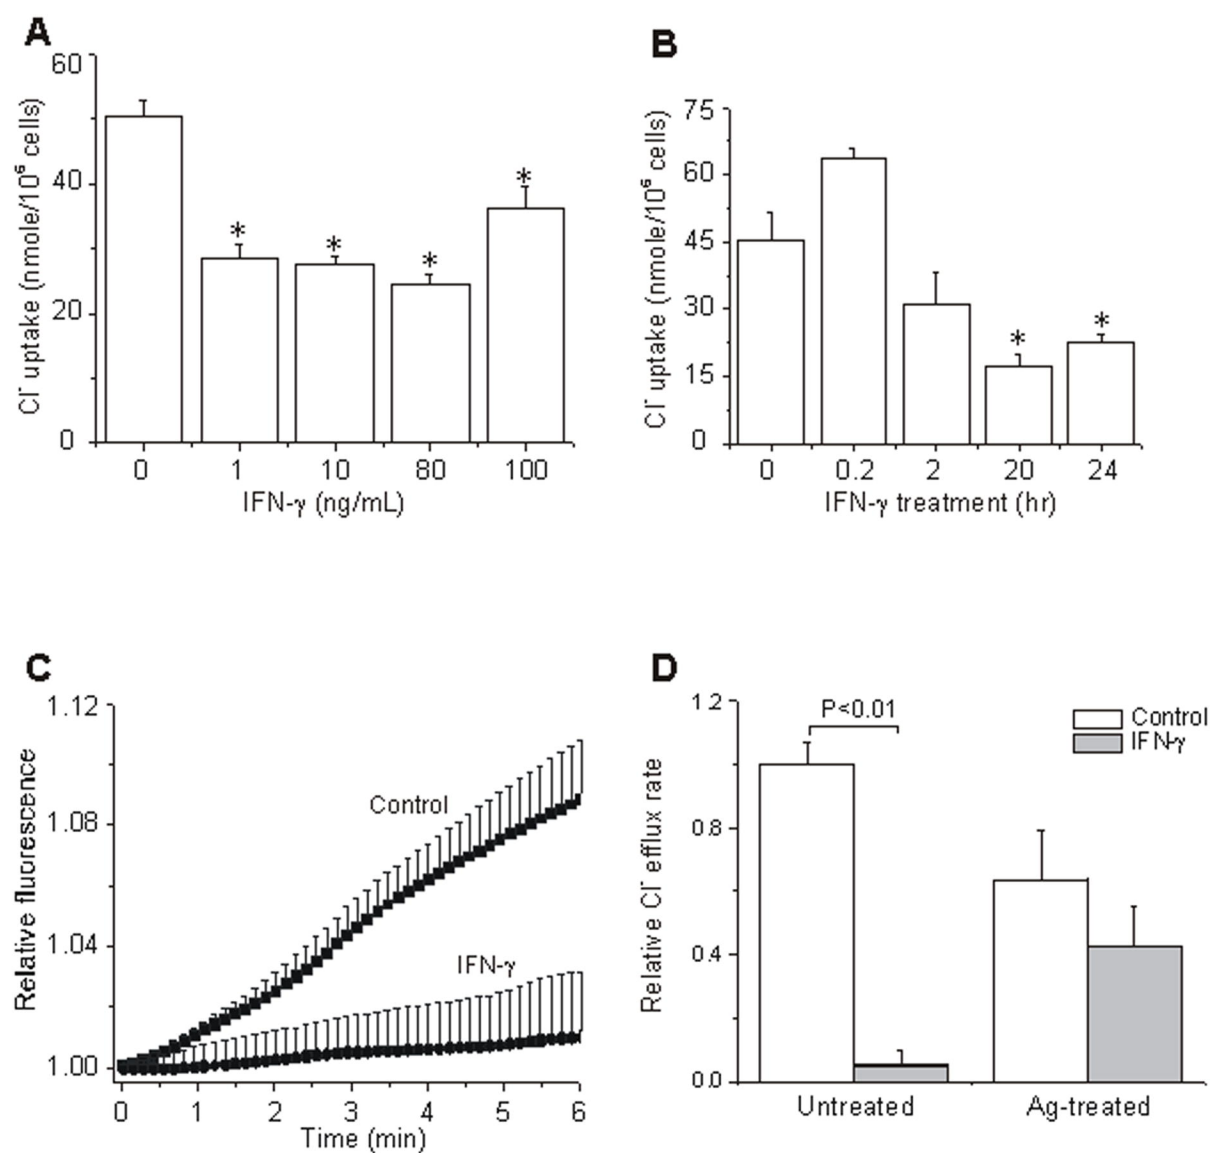 A
Cl⁻ uptake (nmole/10⁶ cells)
60
40
20
0
*
*
*
*
0 1 10 80 100
IFN-γ (ng/mL)
B
Cl⁻ uptake (nmole/10⁶ cells)
75
60
45
30
15
0
*
*
0 0.2 2 20 24
IFN-γ treatment (hr)
C
Relative fluorescence
1.12
1.08
1.04
1.00
Control
IFN-γ
0 1 2 3 4 5 6
Time (min)
D
Relative Cl⁻ efflux rate
1.2
0.8
0.4
0.0
P<0.01
Control
IFN-γ
Untreated Ag-treated